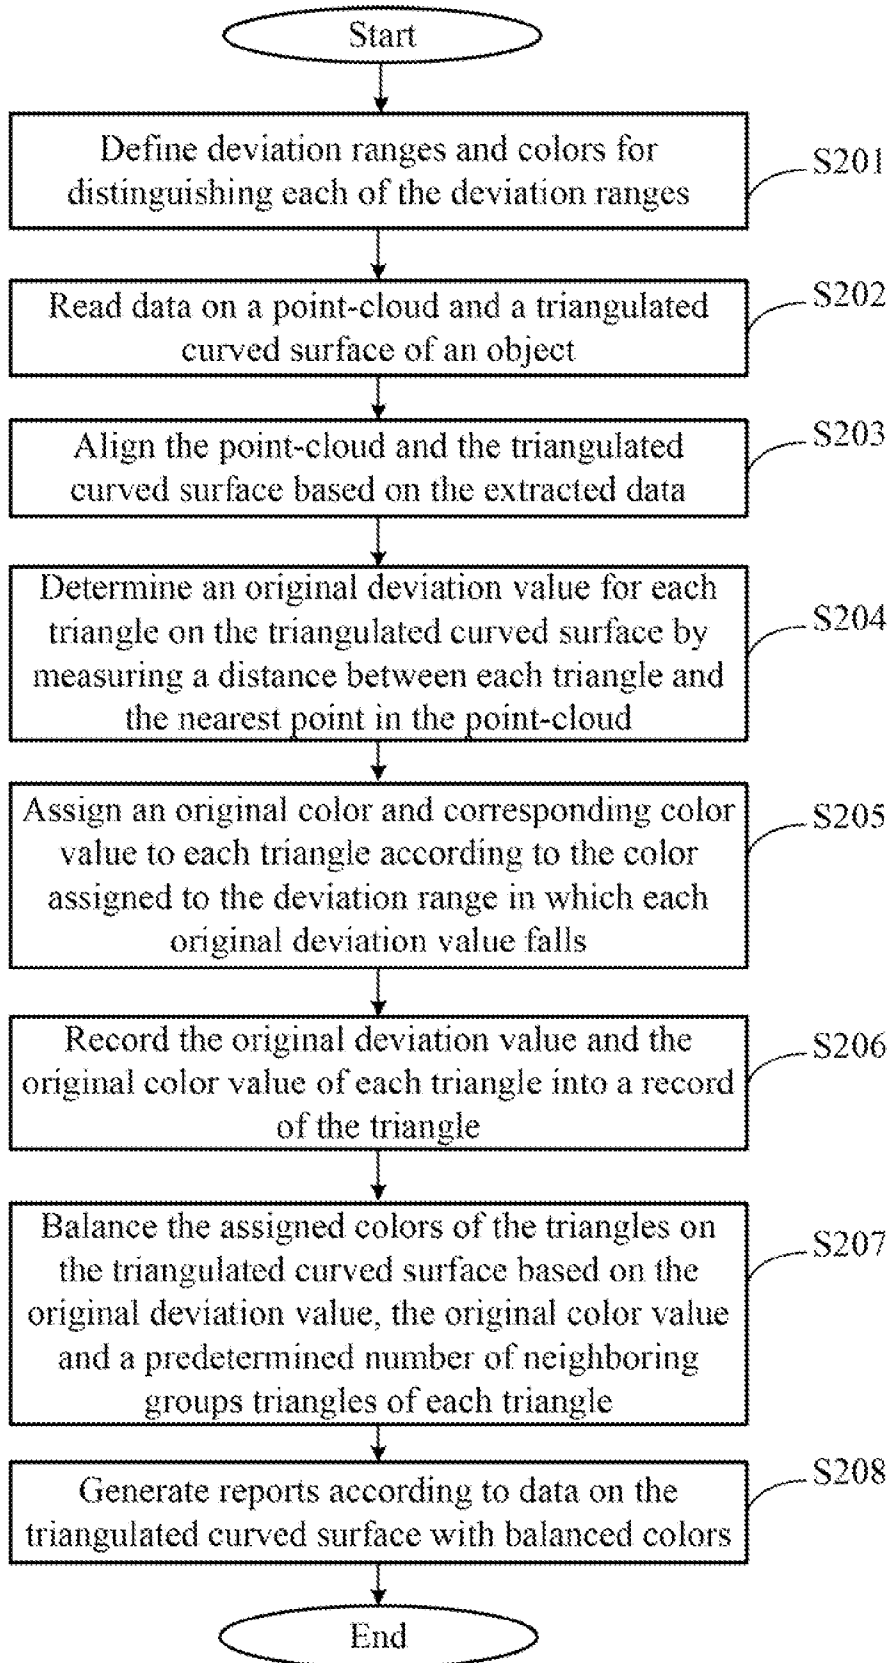 Start
Define deviation ranges and colors for
distinguishing each of the deviation ranges
S201
Read data on a point-cloud and a triangulated
curved surface of an object
S202
Align the point-cloud and the triangulated
curved surface based on the extracted data
S203
Determine an original deviation value for each
triangle on the triangulated curved surface by
measuring a distance between each triangle and
the nearest point in the point-cloud
S204
Assign an original color and corresponding color
value to each triangle according to the color
assigned to the deviation range in which each
original deviation value falls
S205
Record the original deviation value and the
original color value of each triangle into a record
of the triangle
S206
Balance the assigned colors of the triangles on
the triangulated curved surface based on the
original deviation value, the original color value
and a predetermined number of neighboring
groups triangles of each triangle
S207
Generate reports according to data on the
triangulated curved surface with balanced colors
S208
End